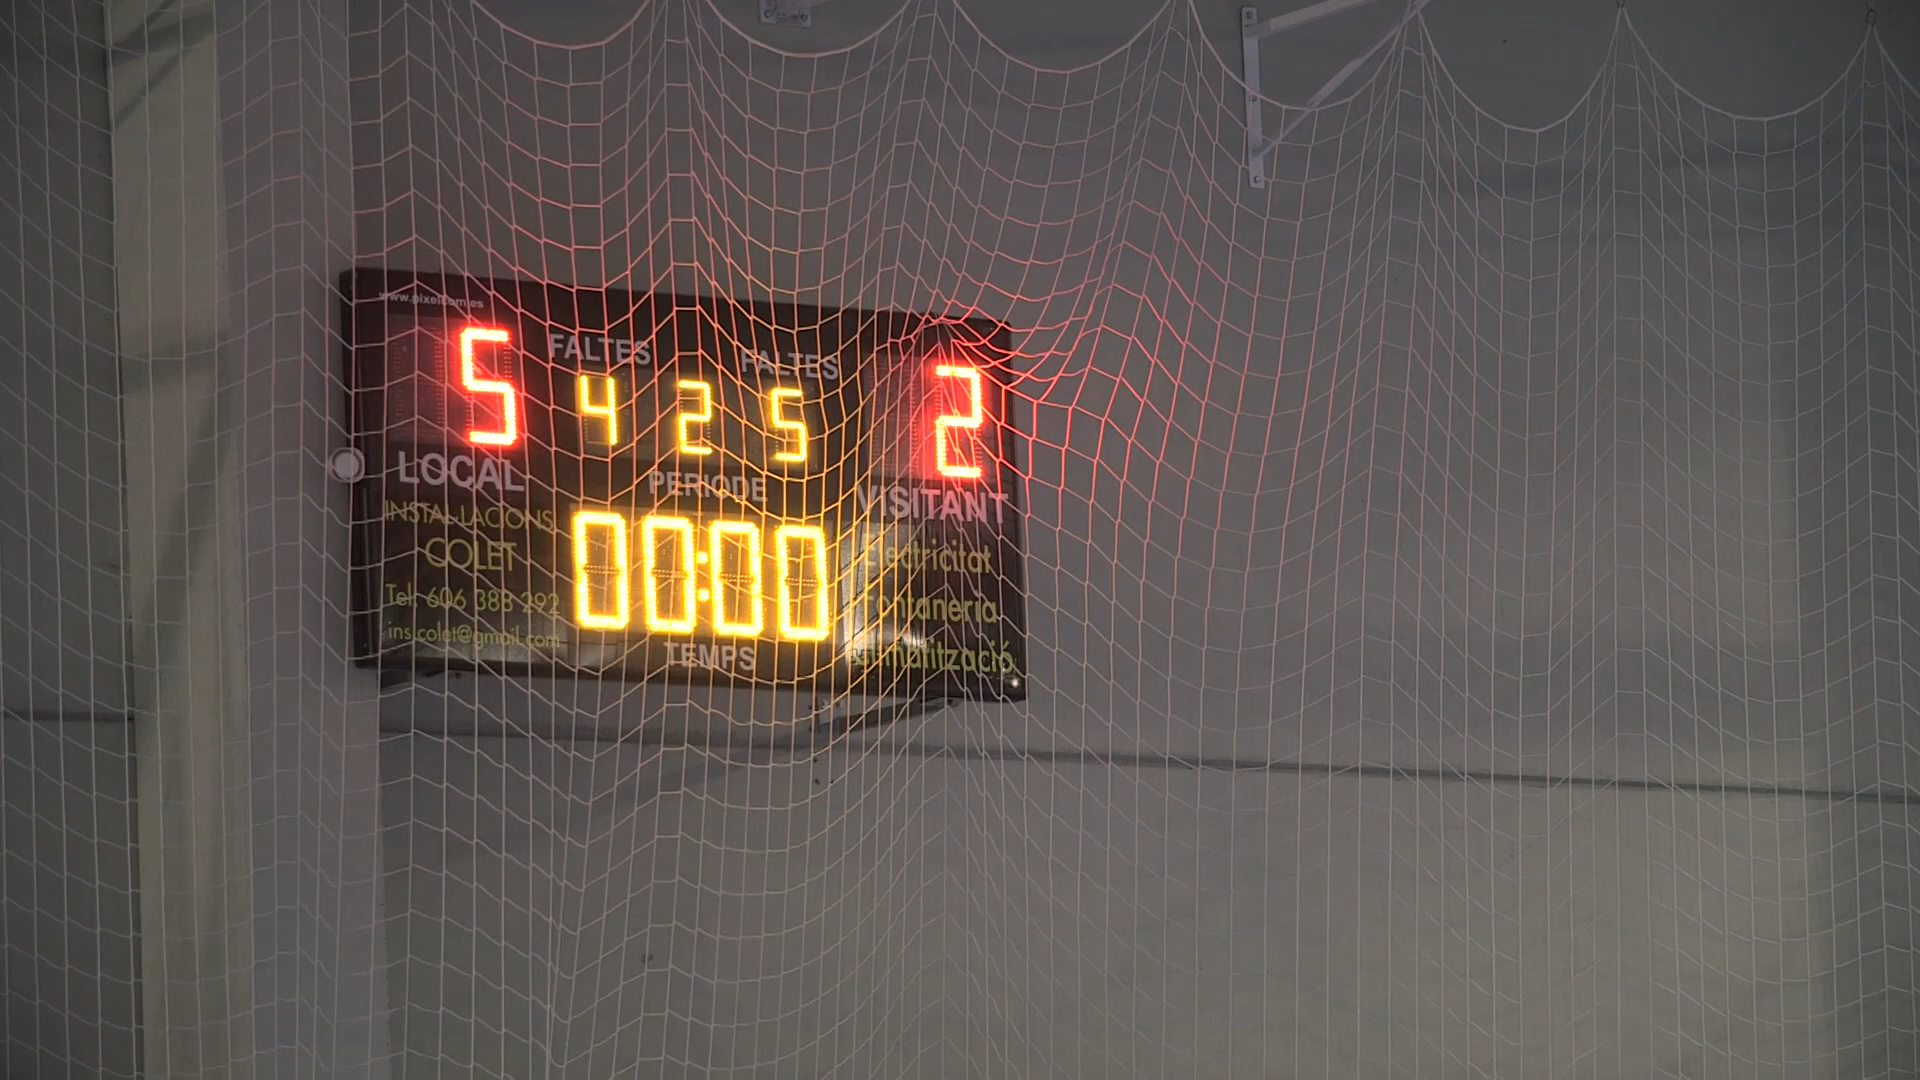 www.pixelcom.es
FALTES FALTES
5 4 2 5 2
LOCAL PERIODE VISITANT
INSTAL·LACIONS
COLET
Tel. 606 388 292
ins.colet@gmail.com
00:00
TEMPS
Electricitat
Fontaneria
Climatització